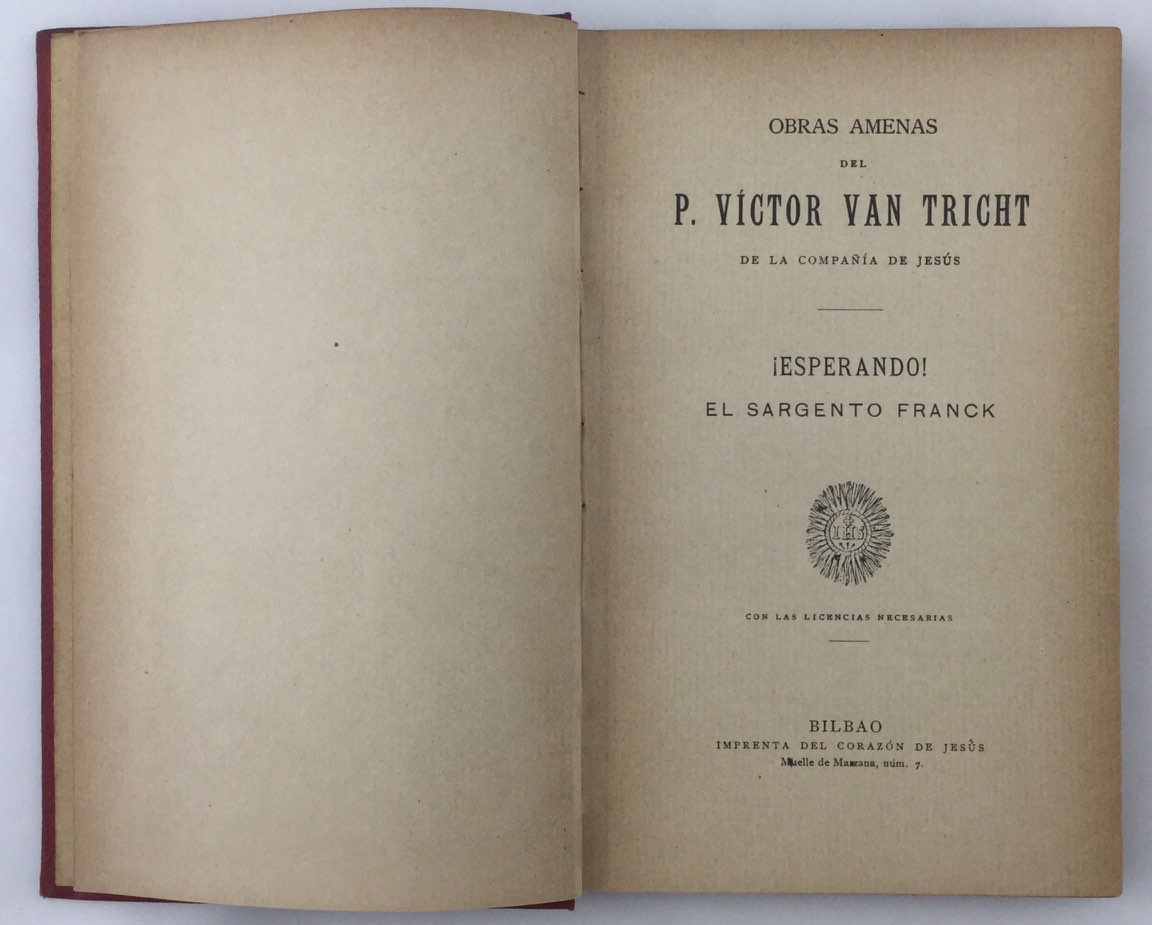 OBRAS AMENAS
DEL
P. VÍCTOR VAN TRICHT
DE LA COMPAÑÍA DE JESÚS
¡ESPERANDO!
EL SARGENTO FRANCK
IHS
CON LAS LICENCIAS NECESARIAS
BILBAO
IMPRENTA DEL CORAZÓN DE JESÚS
Muelle de Marzana, núm. 7.